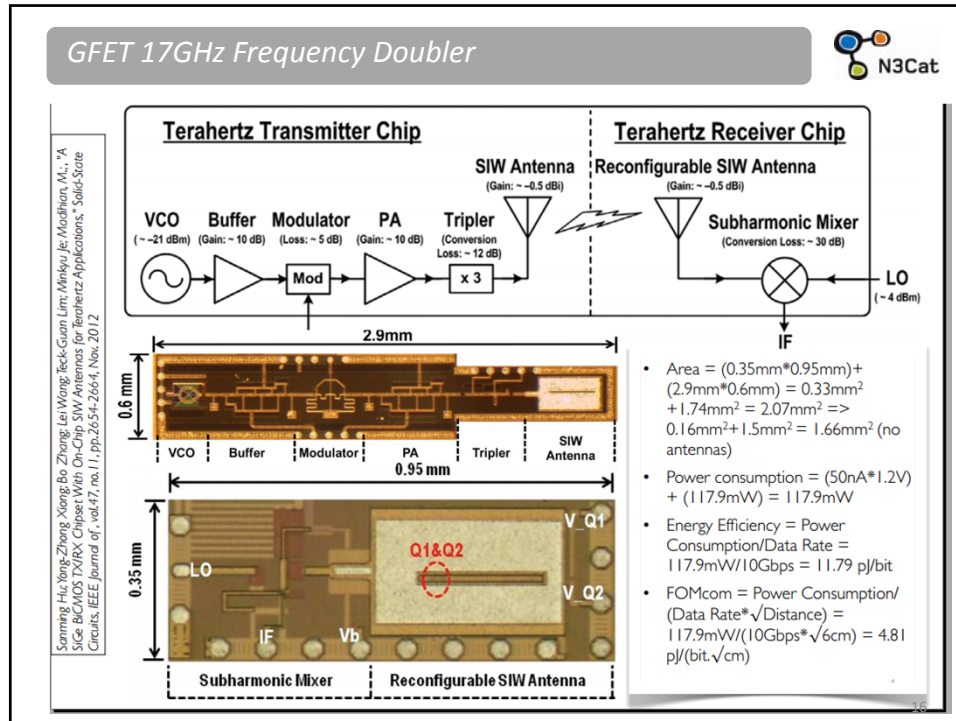 GFET 17GHz Frequency Doubler
N3Cat
Sanming Hu; Yong-Zhong Xiong; Bo Zhang; Lei Wang; Teck-Guan Lim; Minkyu Je; Madihian, M.; , "A
SiGe BiCMOS TX/RX Chipset With On-Chip SIW Antennas for Terahertz Applications," Solid-State
Circuits, IEEE Journal of , vol.47, no.11, pp.2654-2664, Nov. 2012
Terahertz Transmitter Chip
Terahertz Receiver Chip
SIW Antenna
(Gain: ~ –0.5 dBi)
Reconfigurable SIW Antenna
(Gain: ~ –0.5 dBi)
VCO
( ~ –21 dBm)
Buffer
(Gain: ~ 10 dB)
Modulator
(Loss: ~ 5 dB)
PA
(Gain: ~ 10 dB)
Tripler
(Conversion
Loss: ~ 12 dB)
Subharmonic Mixer
(Conversion Loss: ~ 30 dB)
Mod
x 3
LO
( ~ 4 dBm)
IF
2.9mm
0.6 mm
VCO
Buffer
Modulator
PA
Tripler
SIW
Antenna
0.95 mm
0.35 mm
LO
IF
Vb
Q1&Q2
V_Q1
V_Q2
Subharmonic Mixer
Reconfigurable SIW Antenna
• Area = (0.35mm*0.95mm)+
(2.9mm*0.6mm) = 0.33mm²
+1.74mm² = 2.07mm² =>
0.16mm²+1.5mm² = 1.66mm² (no
antennas)
• Power consumption = (50nA*1.2V)
+ (117.9mW) = 117.9mW
• Energy Efficiency = Power
Consumption/Data Rate =
117.9mW/10Gbps = 11.79 pJ/bit
• FOMcom = Power Consumption/
(Data Rate*√Distance) =
117.9mW/(10Gbps*√6cm) = 4.81
pJ/(bit.√cm)
16